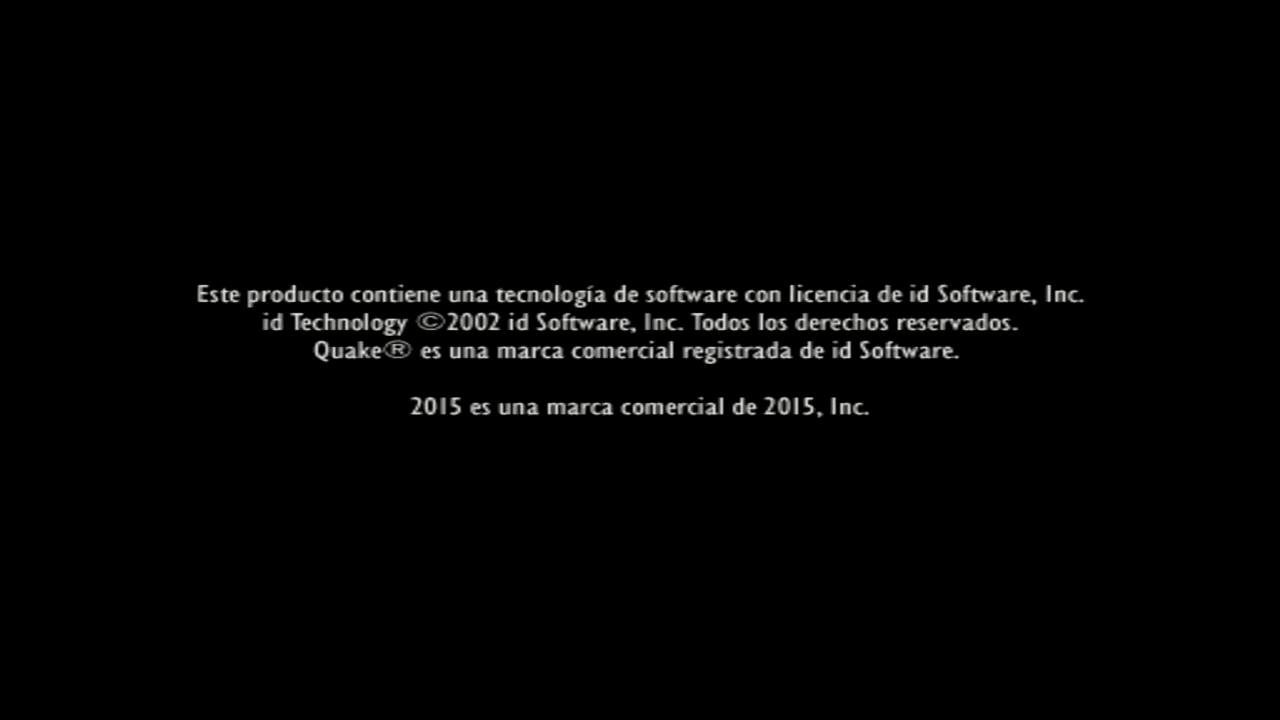 Este producto contiene una tecnología de software con licencia de id Software, Inc.
id Technology ©2002 id Software, Inc. Todos los derechos reservados.
Quake® es una marca comercial registrada de id Software.
2015 es una marca comercial de 2015, Inc.